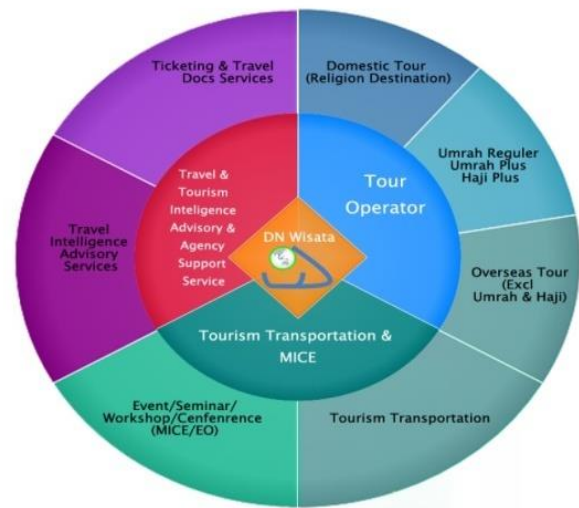 Ticketing & Travel
Docs Services
Domestic Tour
(Religion Destination)
Umrah Reguler
Umrah Plus
Haji Plus
Travel &
Tourism
Inteligence
Advisory &
Agency
Support
Service
Tour
Operator
DN Wisata
Travel
Intelligence
Advisory
Services
Overseas Tour
(Excl
Umrah & Haji)
Tourism Transportation &
MICE
Event/Seminar/
Workshop/Cenfenrence
(MICE/EO)
Tourism Transportation